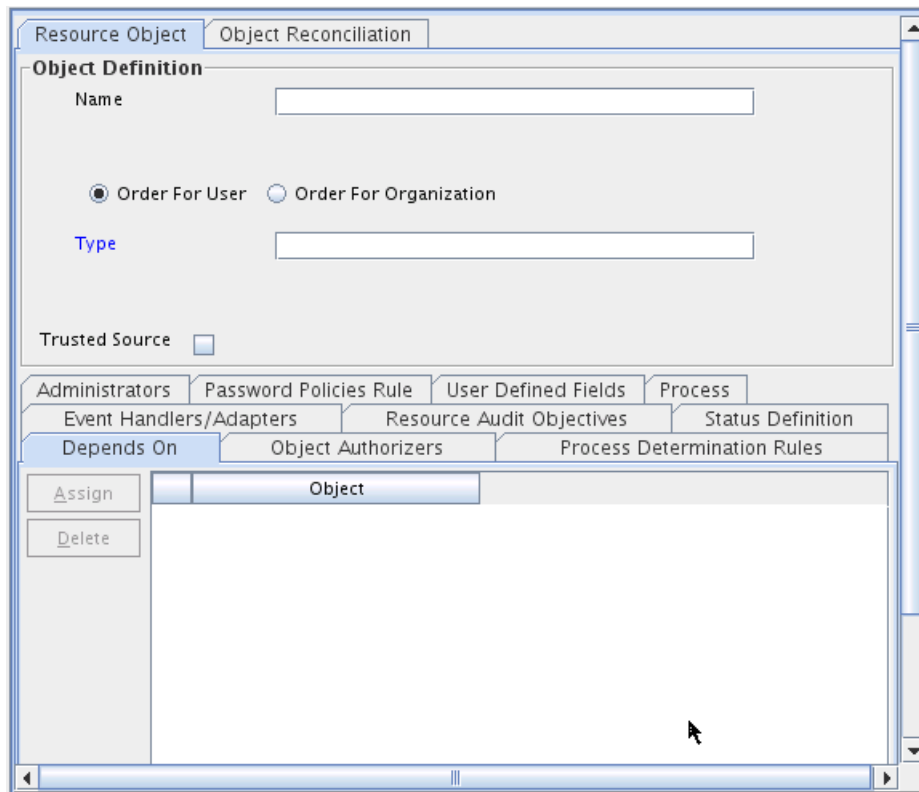 Resource Object Object Reconciliation
Object Definition
Name
Order For User Order For Organization
Type
Trusted Source
Administrators Password Policies Rule User Defined Fields Process
Event Handlers/Adapters Resource Audit Objectives Status Definition
Depends On Object Authorizers Process Determination Rules
Assign Object
Delete